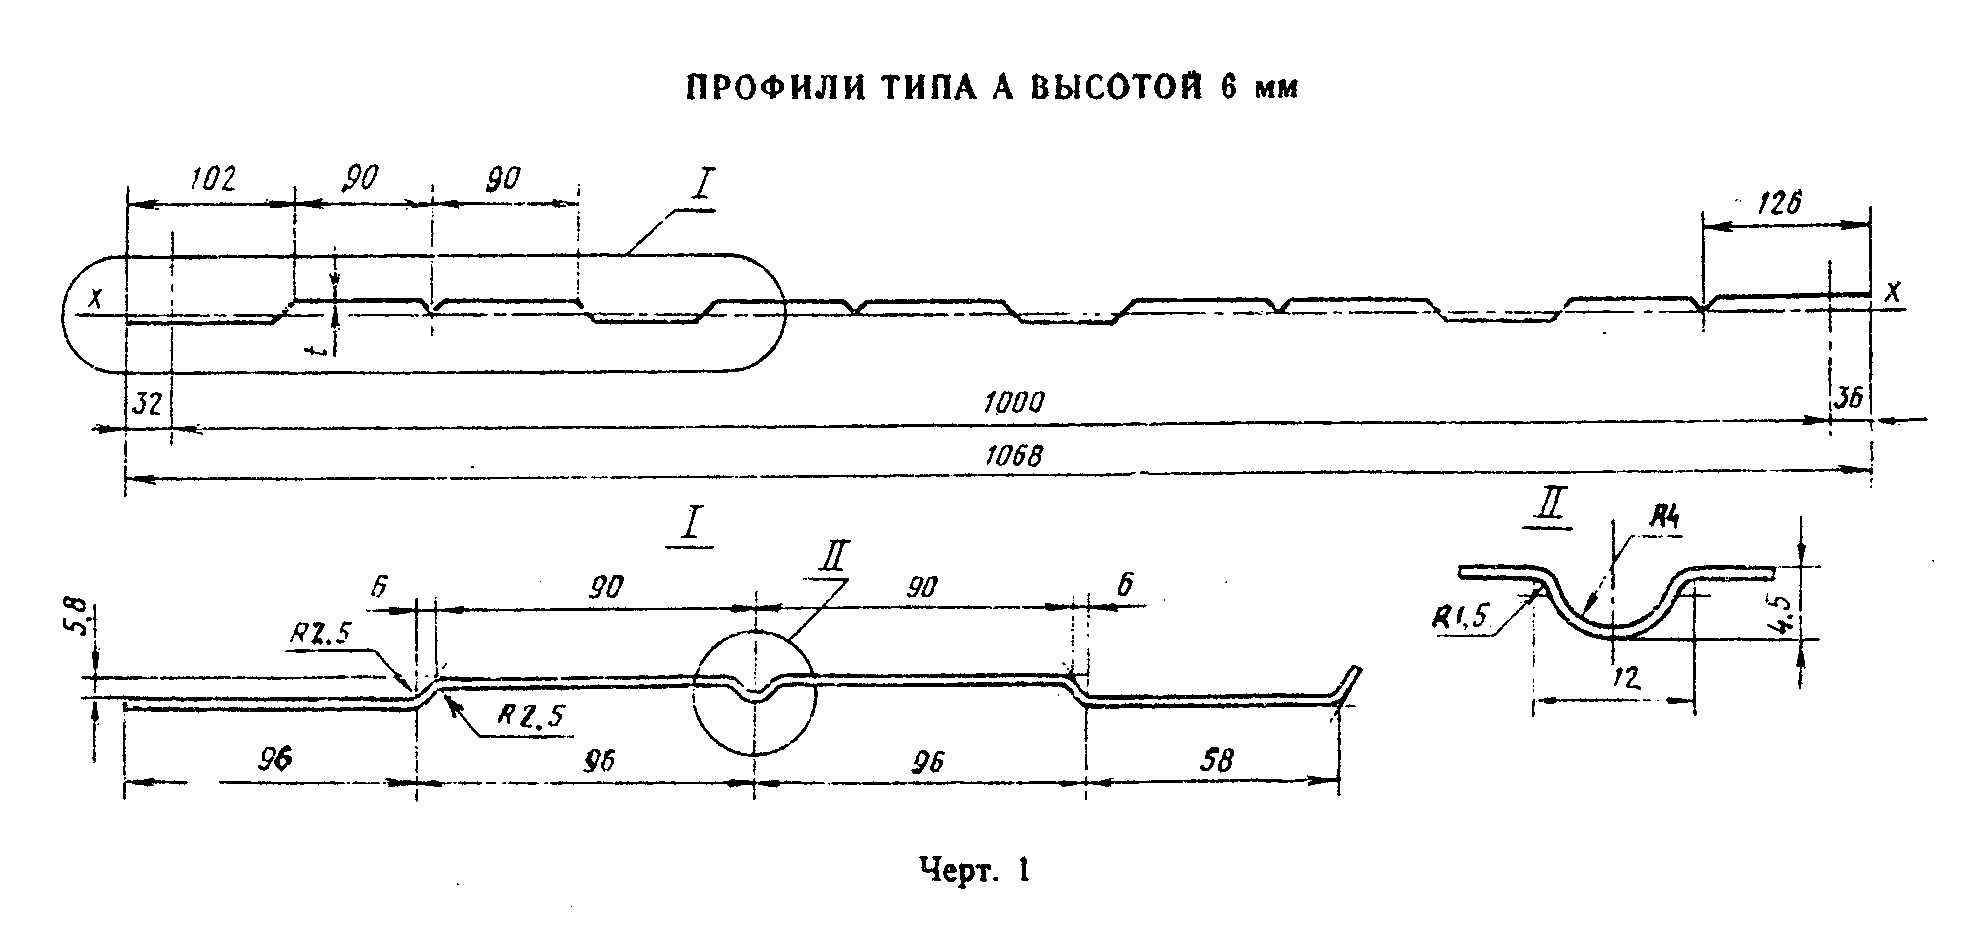 ПРОФИЛИ ТИПА А ВЫСОТОЙ 6 мм
102 90 90 I 126
X X
t
32 1000 36
1068
I II
II R4
6 90 90 6
5,8 R2.5 R1,5 4,5
R2.5 12
96 96 96 58
Черт. 1